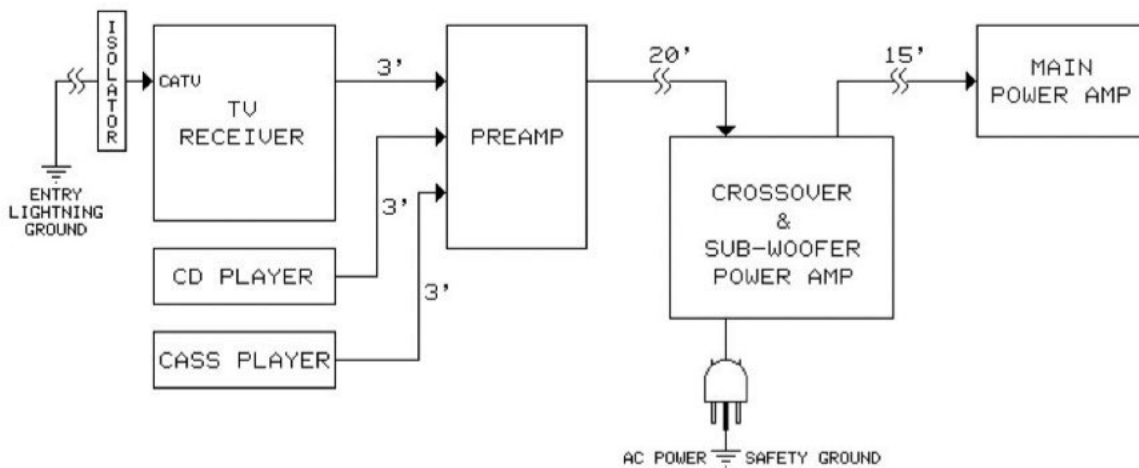 ISOLATOR
CATV
TV
RECEIVER
3'
PREAMP
20'
15'
MAIN
POWER AMP
ENTRY
LIGHTNING
GROUND
3'
CD PLAYER
3'
CASS PLAYER
CROSSOVER
&
SUB-WOOFER
POWER AMP
AC POWER SAFETY GROUND